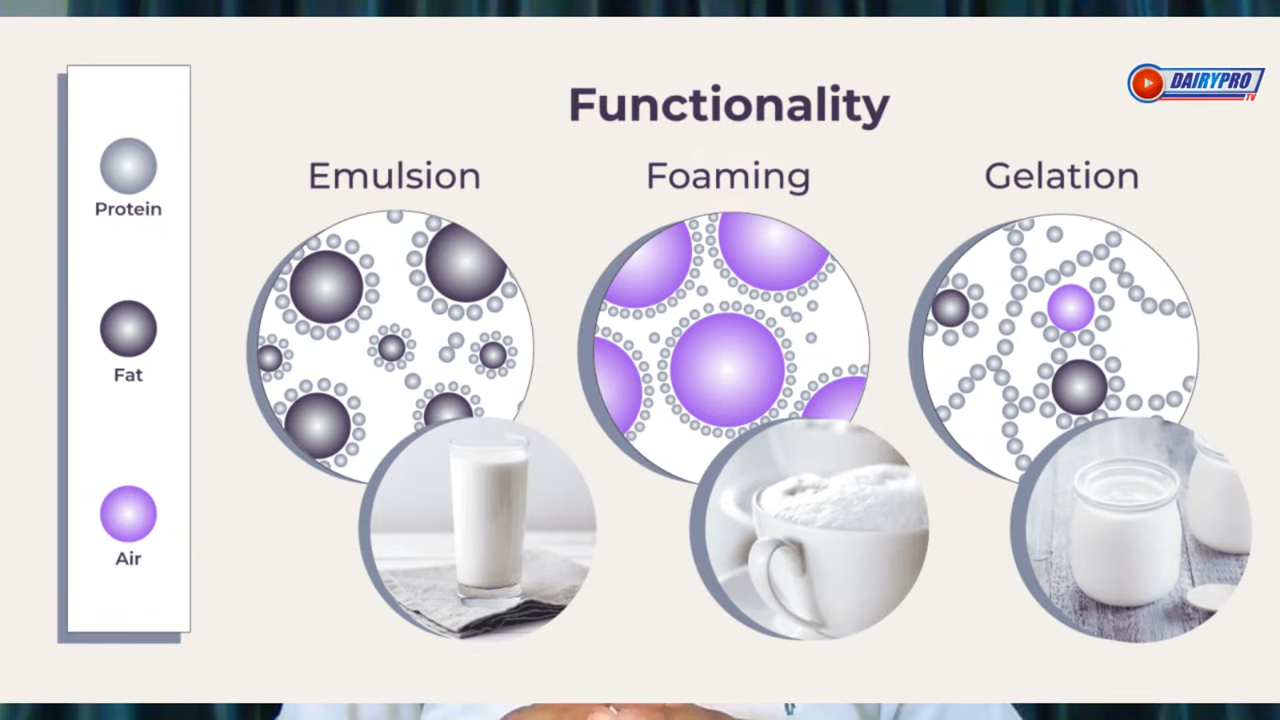 DAIRYPRO
TV
Functionality
Emulsion
Foaming
Gelation
Protein
Fat
Air